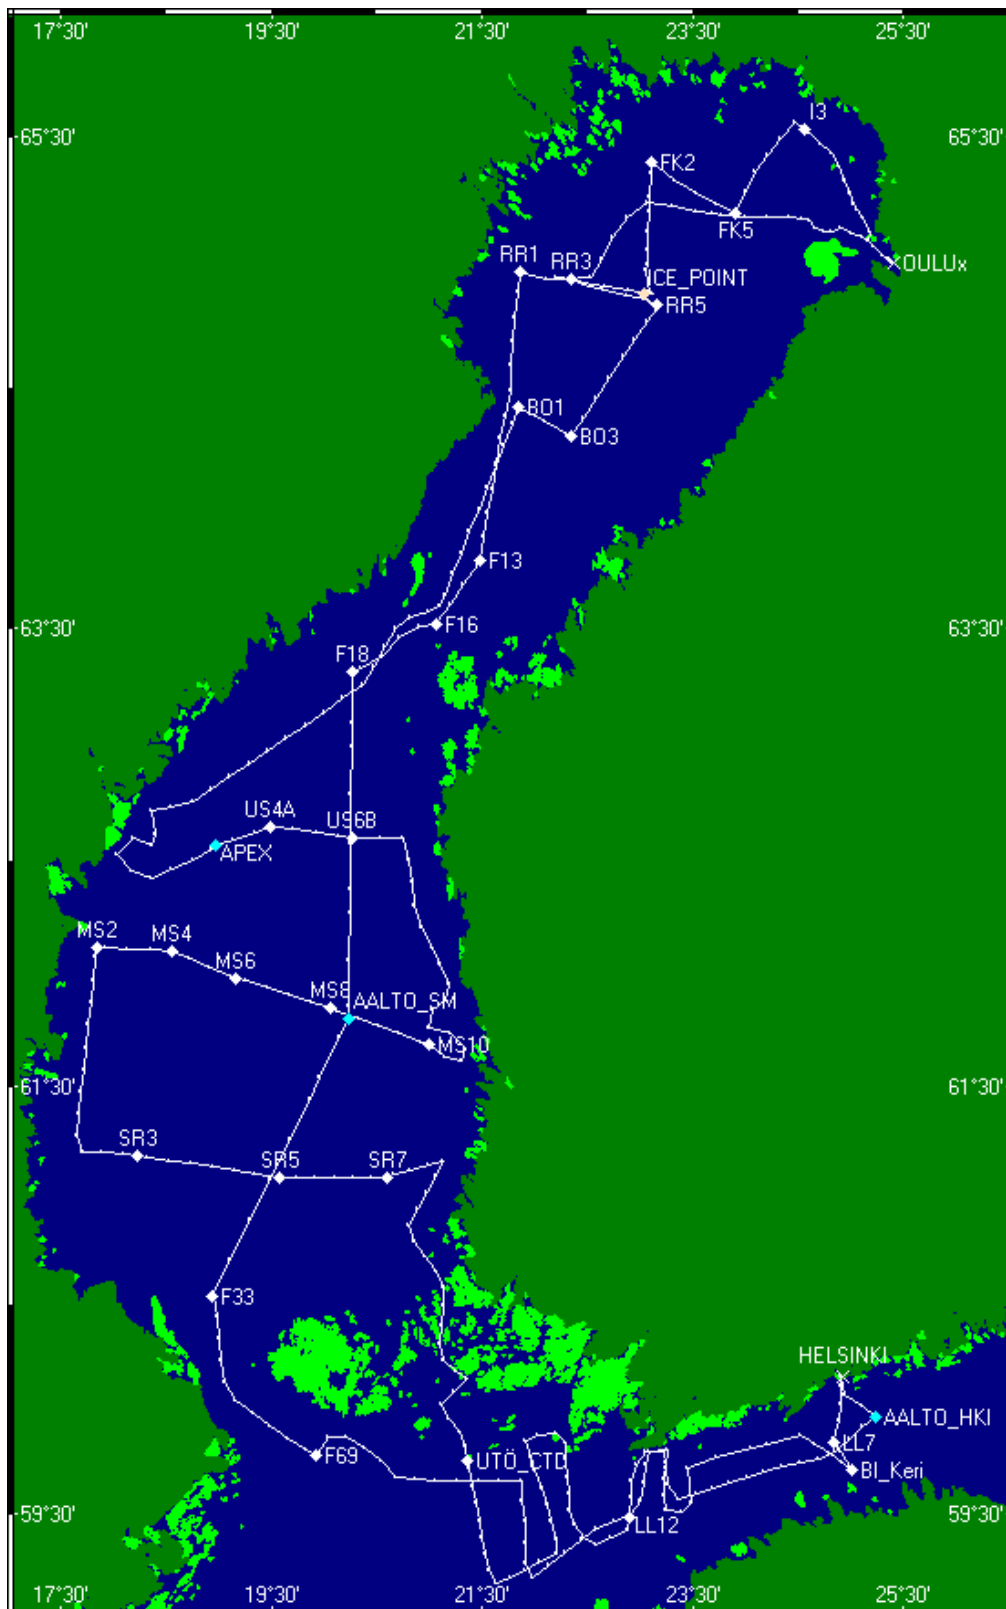 17°30' 19°30' 21°30' 23°30' 25°30'
I3
65°30' 65°30'
FK2
FK5
RR1 RR3 OULUx
ICE_POINT
RR5
BO1
BO3
F13
63°30' F16 63°30'
F18
US4A US6B
APEX
MS2 MS4
MS6
MS8 AALTO_SM
MS10
61°30' 61°30'
SR3
SR5 SR7
F33
HELSINKI
AALTO_HKI
LL7
F69 UTÖ_CTD BI_Keri
59°30' LL12 59°30'
17°30' 19°30' 21°30' 23°30' 25°30'